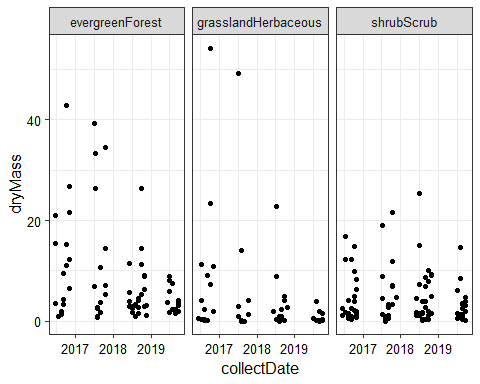 evergreenForest grasslandHerbaceous shrubScrub
dryMass
40
20
0
2017 2018 2019 2017 2018 2019 2017 2018 2019
collectDate